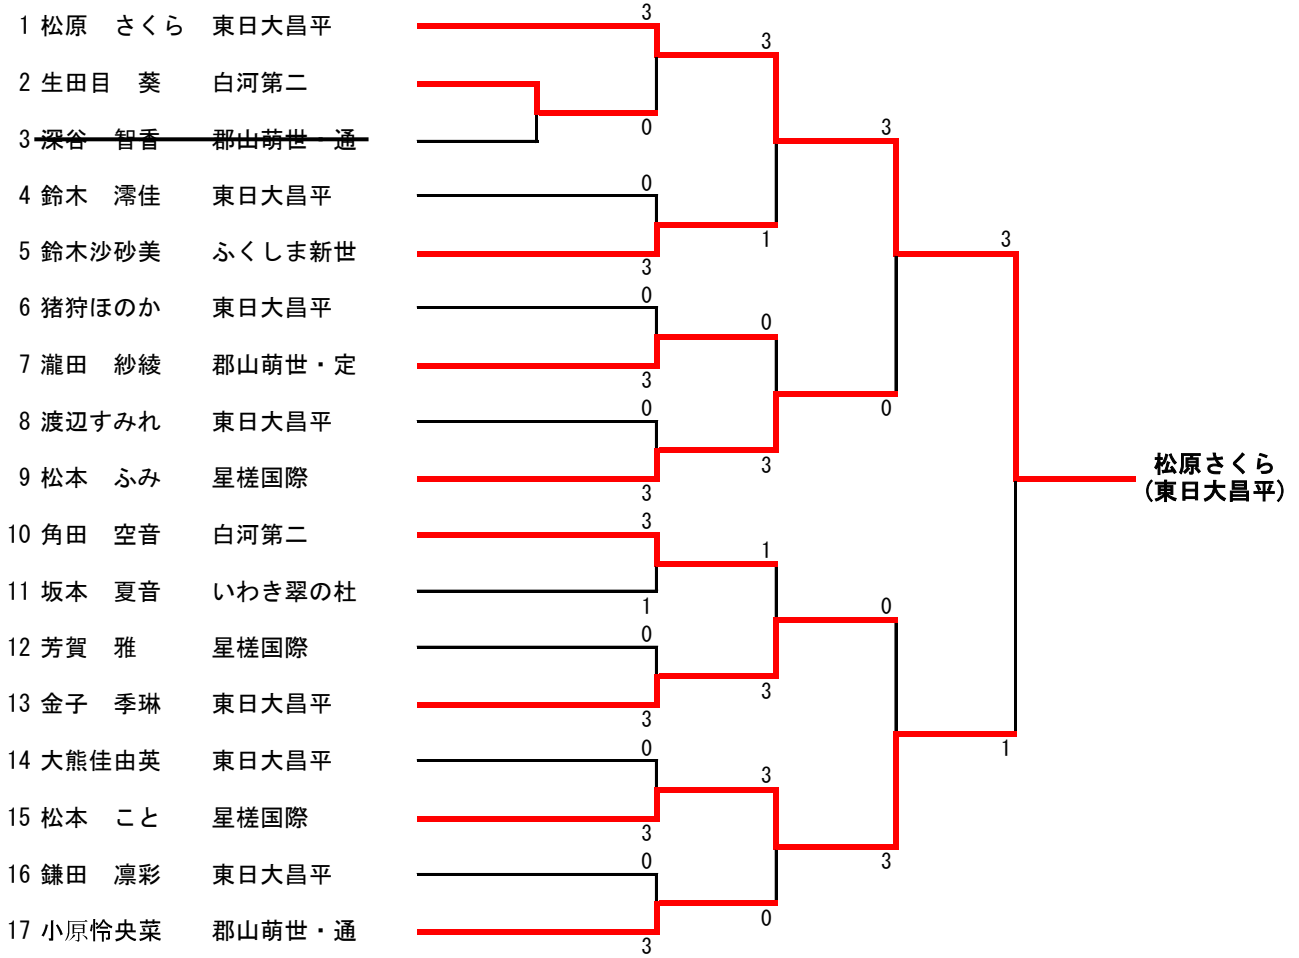 1 松原　さくら　東日大昌平
3
3
2 生田目　葵　白河第二
0
3
3 深谷　智香　郡山萌世・通
0
4 鈴木　澪佳　東日大昌平
1
3
5 鈴木沙砂美　ふくしま新世
3
0
6 猪狩ほのか　東日大昌平
0
7 瀧田　紗綾　郡山萌世・定
3
0
0
8 渡辺すみれ　東日大昌平
3
9 松本　ふみ　星槎国際
3
松原さくら
(東日大昌平)
3
10 角田　空音　白河第二
1
11 坂本　夏音　いわき翠の杜
1
0
0
12 芳賀　雅　星槎国際
3
13 金子　季琳　東日大昌平
3
0
1
14 大熊佳由英　東日大昌平
3
15 松本　こと　星槎国際
3
0
3
16 鎌田　凛彩　東日大昌平
0
17 小原怜央菜　郡山萌世・通
3